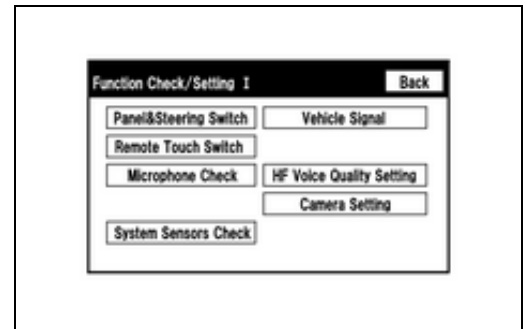 Function Check/Setting I
Back
Panel&Steering Switch
Vehicle Signal
Remote Touch Switch
Microphone Check
HF Voice Quality Setting
Camera Setting
System Sensors Check